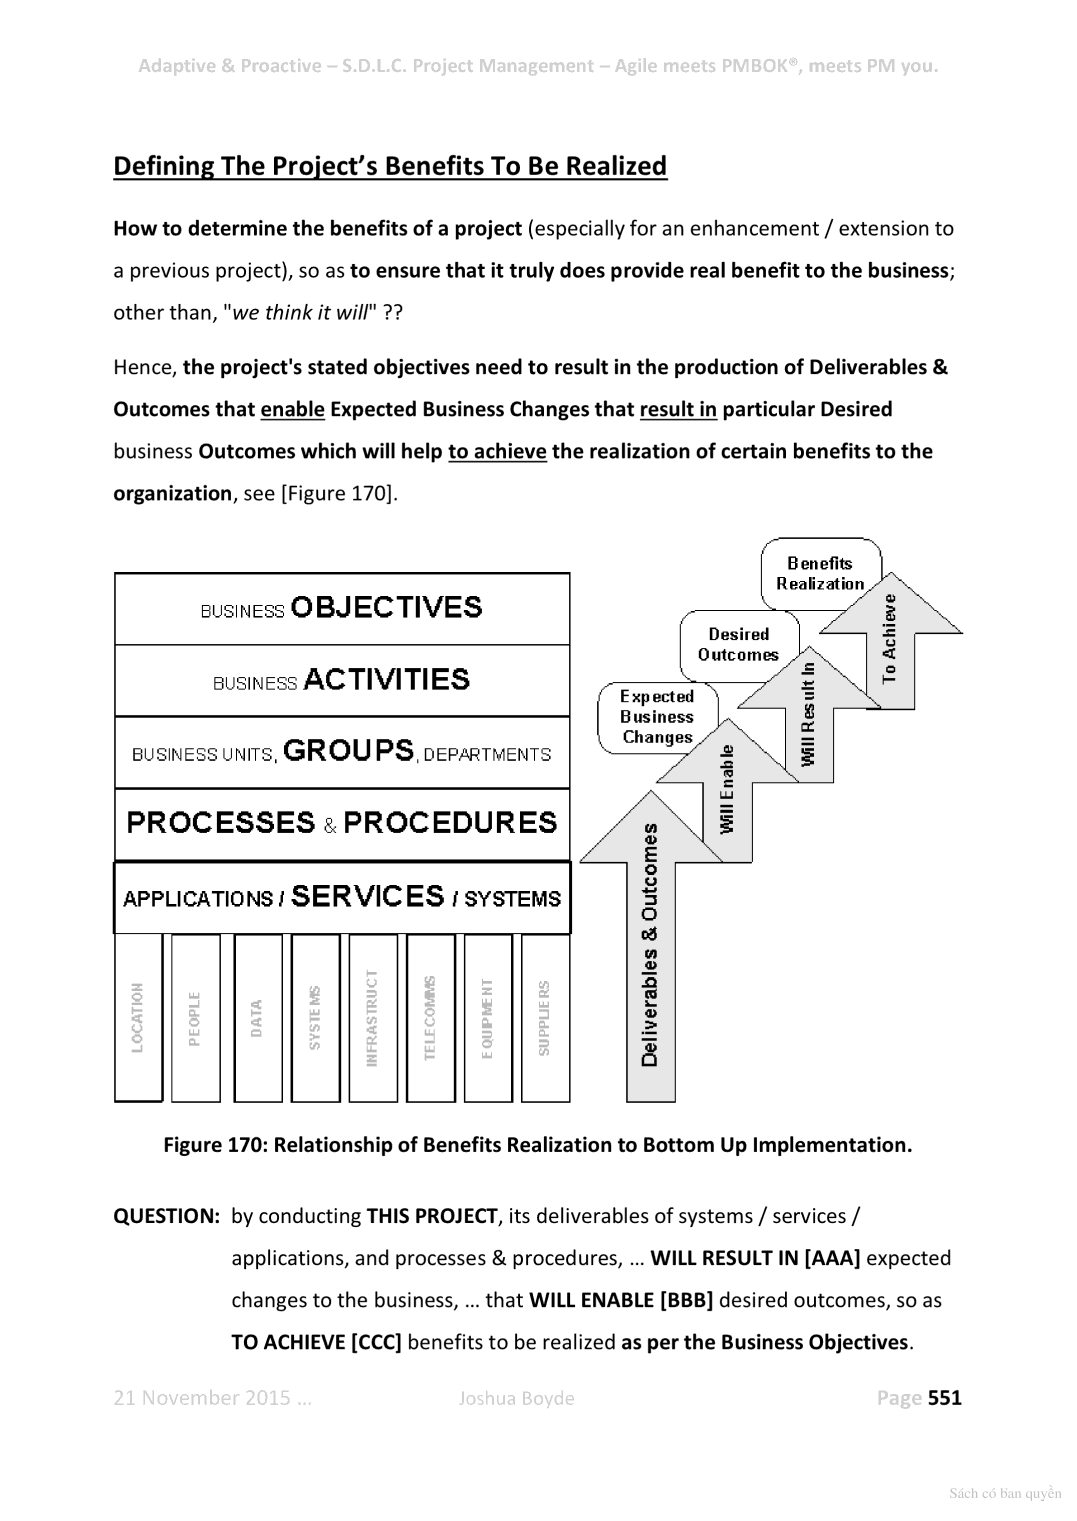 Adaptive & Proactive – S.D.L.C. Project Management – Agile meets PMBOK®, meets PM you.
Defining The Project's Benefits To Be Realized
How to determine the benefits of a project (especially for an enhancement / extension to
a previous project), so as to ensure that it truly does provide real benefit to the business;
other than, "we think it will" ??
Hence, the project's stated objectives need to result in the production of Deliverables &
Outcomes that enable Expected Business Changes that result in particular Desired
business Outcomes which will help to achieve the realization of certain benefits to the
organization, see [Figure 170].
BUSINESS OBJECTIVES
BUSINESS ACTIVITIES
BUSINESS UNITS, GROUPS, DEPARTMENTS
PROCESSES & PROCEDURES
APPLICATIONS / SERVICES / SYSTEMS
LOCATION
PEOPLE
DATA
SYSTEMS
INFRASTRUCT
TELECOMMS
EQUIPMENT
SUPPLIERS
Deliverables & Outcomes
Will Enable
Expected
Business
Changes
Will Result In
Desired
Outcomes
To Achieve
Benefits
Realization
Figure 170: Relationship of Benefits Realization to Bottom Up Implementation.
QUESTION: by conducting THIS PROJECT, its deliverables of systems / services /
applications, and processes & procedures, ... WILL RESULT IN [AAA] expected
changes to the business, ... that WILL ENABLE [BBB] desired outcomes, so as
TO ACHIEVE [CCC] benefits to be realized as per the Business Objectives.
21 November 2015 ... Joshua Boyde Page 551
Sách có bản quyền